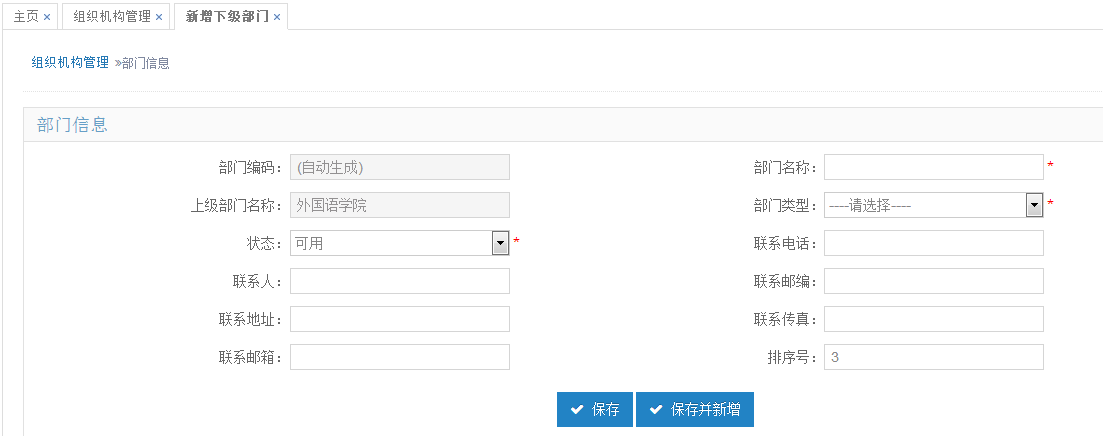 主页 × 组织机构管理 × 新增下级部门 ×
组织机构管理 »部门信息
部门信息
部门编码： (自动生成) 部门名称： *
上级部门名称： 外国语学院 部门类型： ----请选择---- *
状态： 可用 * 联系电话：
联系人： 联系邮编：
联系地址： 联系传真：
联系邮箱： 排序号： 3
保存 保存并新增